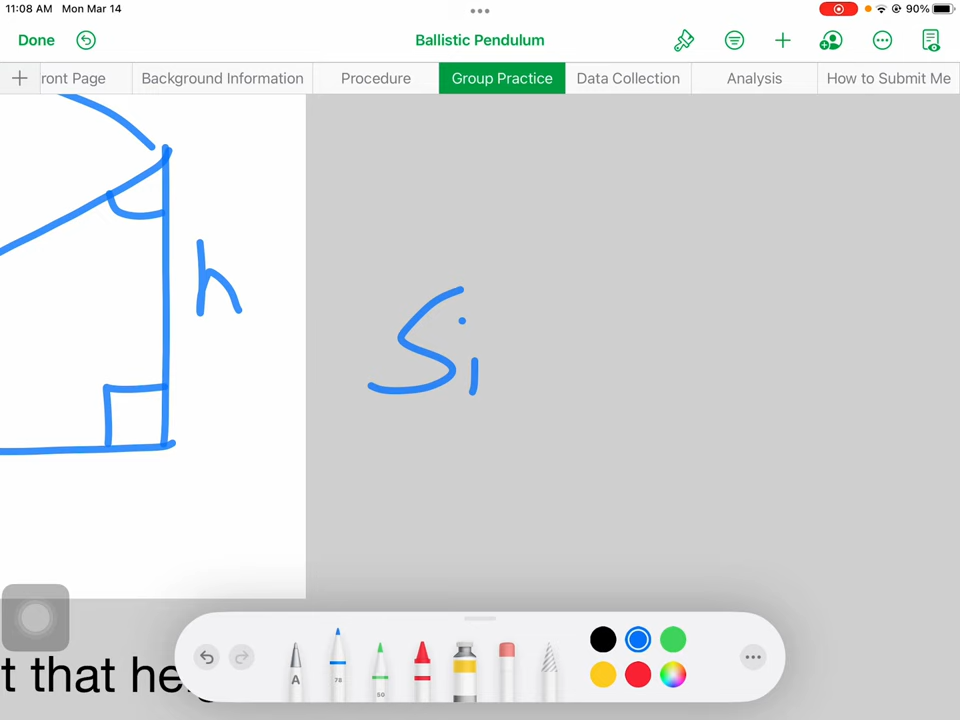 11:08 AM Mon Mar 14
90%
Done
Ballistic Pendulum
ront Page
Background Information
Procedure
Group Practice
Data Collection
Analysis
How to Submit Me
h
Si
t that he
A
78
50